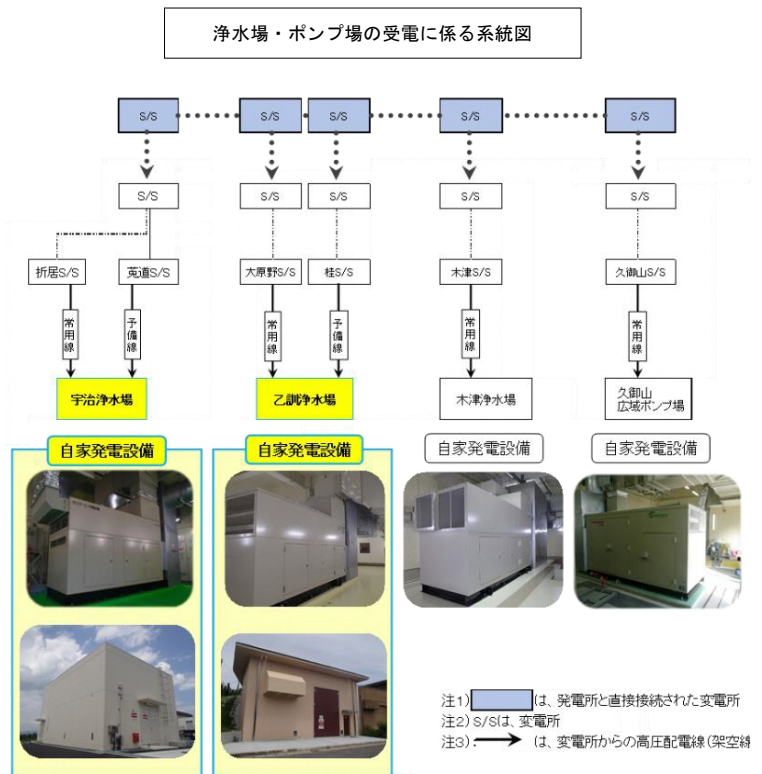 浄水場・ポンプ場の受電に係る系統図
S/S S/S S/S S/S S/S
S/S S/S S/S S/S S/S
折居S/S 莵道S/S 大原野S/S 桂S/S 木津S/S 久御山S/S
常用線 予備線 常用線 予備線 常用線 常用線
宇治浄水場 乙訓浄水場 木津浄水場 久御山
広域ポンプ場
自家発電設備 自家発電設備 自家発電設備 自家発電設備
注1) は、発電所と直接接続された変電所
注2) S/Sは、変電所
注3) は、変電所からの高圧配電線(架空